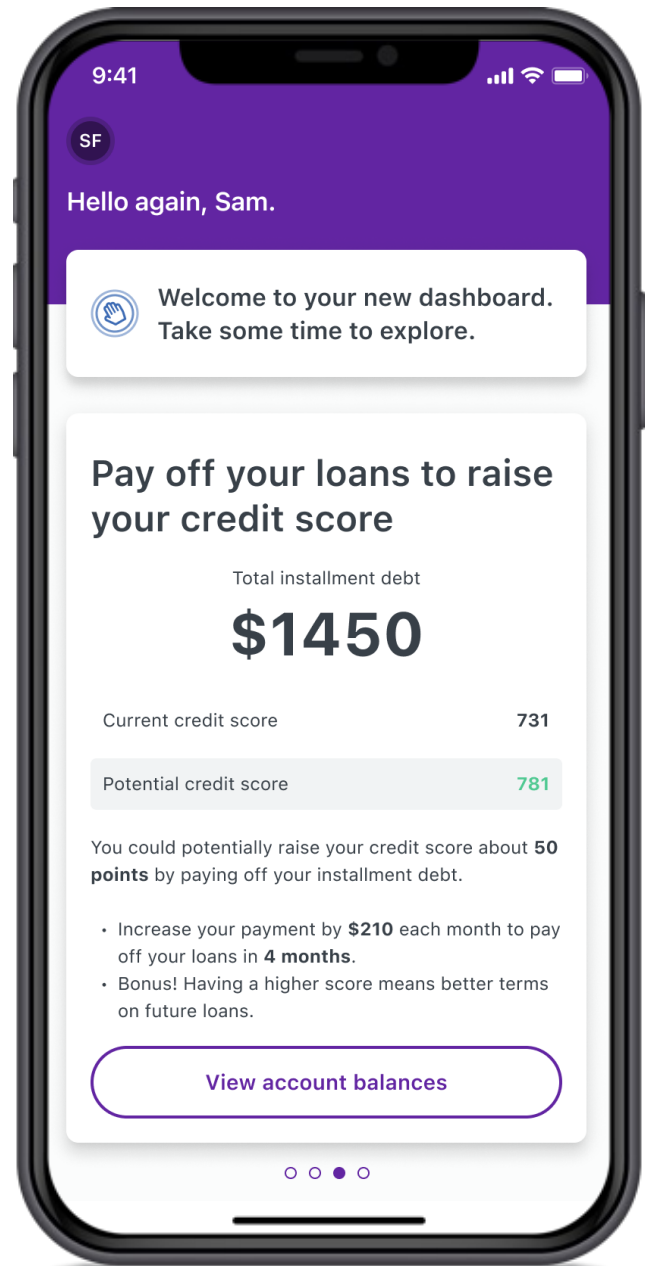 9:41
SF
Hello again, Sam.
Welcome to your new dashboard.
Take some time to explore.
Pay off your loans to raise
your credit score
Total installment debt
$1450
Current credit score 731
Potential credit score 781
You could potentially raise your credit score about 50
points by paying off your installment debt.
• Increase your payment by $210 each month to pay
off your loans in 4 months.
• Bonus! Having a higher score means better terms
on future loans.
View account balances